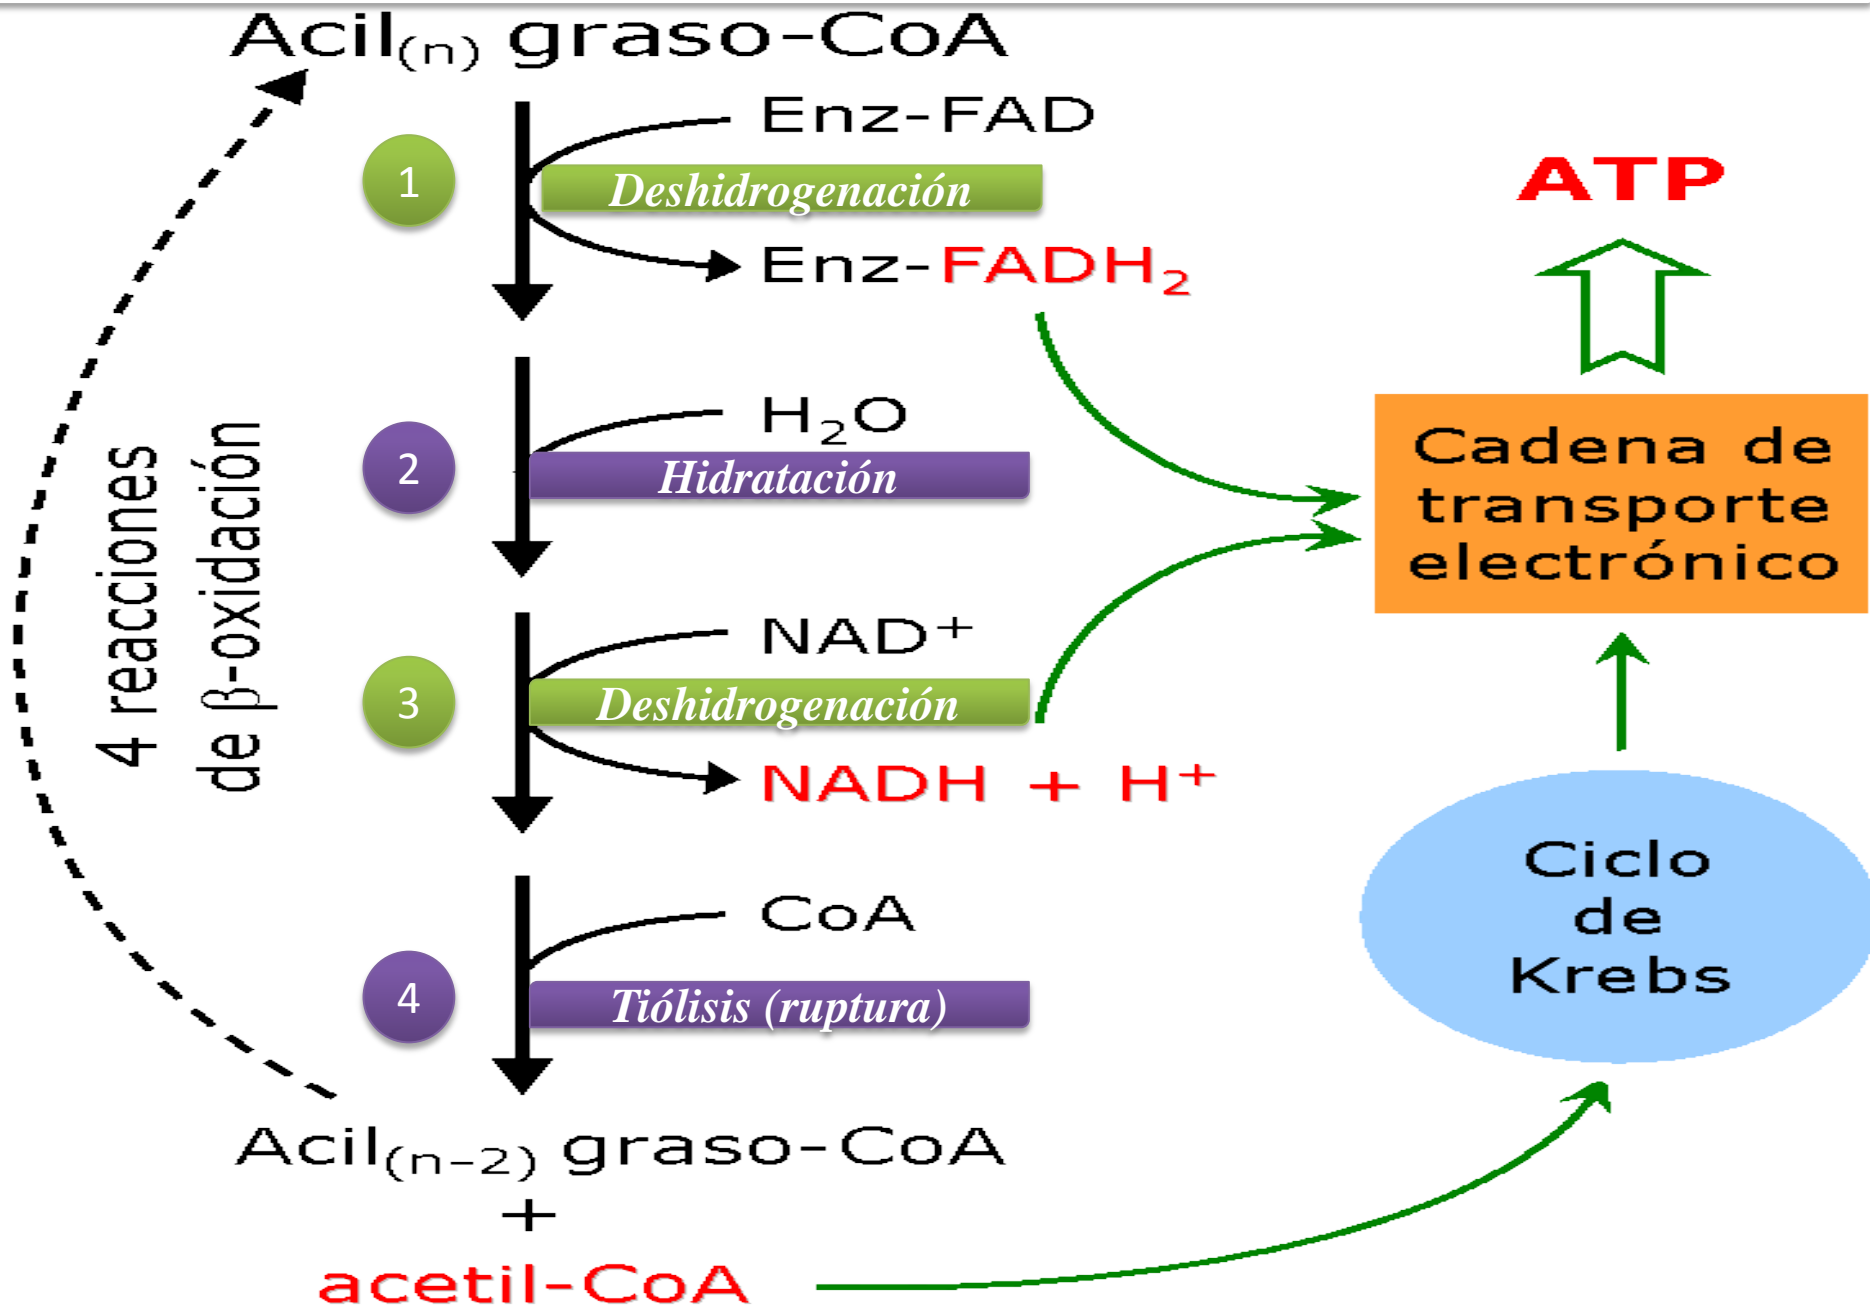 Acil(n) graso-CoA
Enz-FAD
1
Deshidrogenación
Enz-FADH₂
4 reacciones
de β-oxidación
H₂O
2
Hidratación
NAD⁺
3
Deshidrogenación
NADH + H⁺
CoA
4
Tiólisis (ruptura)
Acil(n-2) graso-CoA
+
acetil-CoA
ATP
Cadena de
transporte
electrónico
Ciclo
de
Krebs